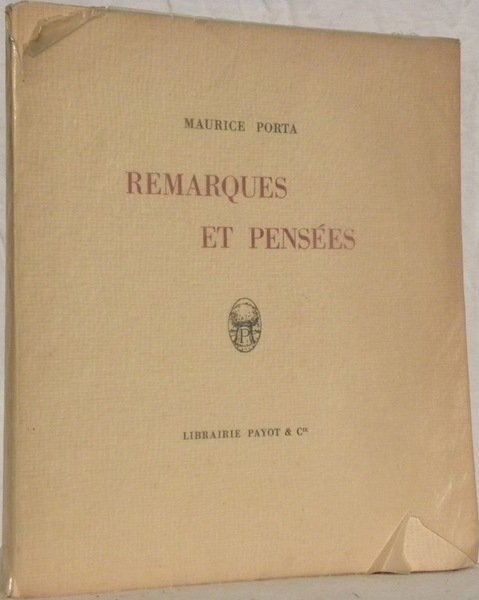 MAURICE PORTA
REMARQUES
ET PENSÉES
P
LIBRAIRIE PAYOT & Cie